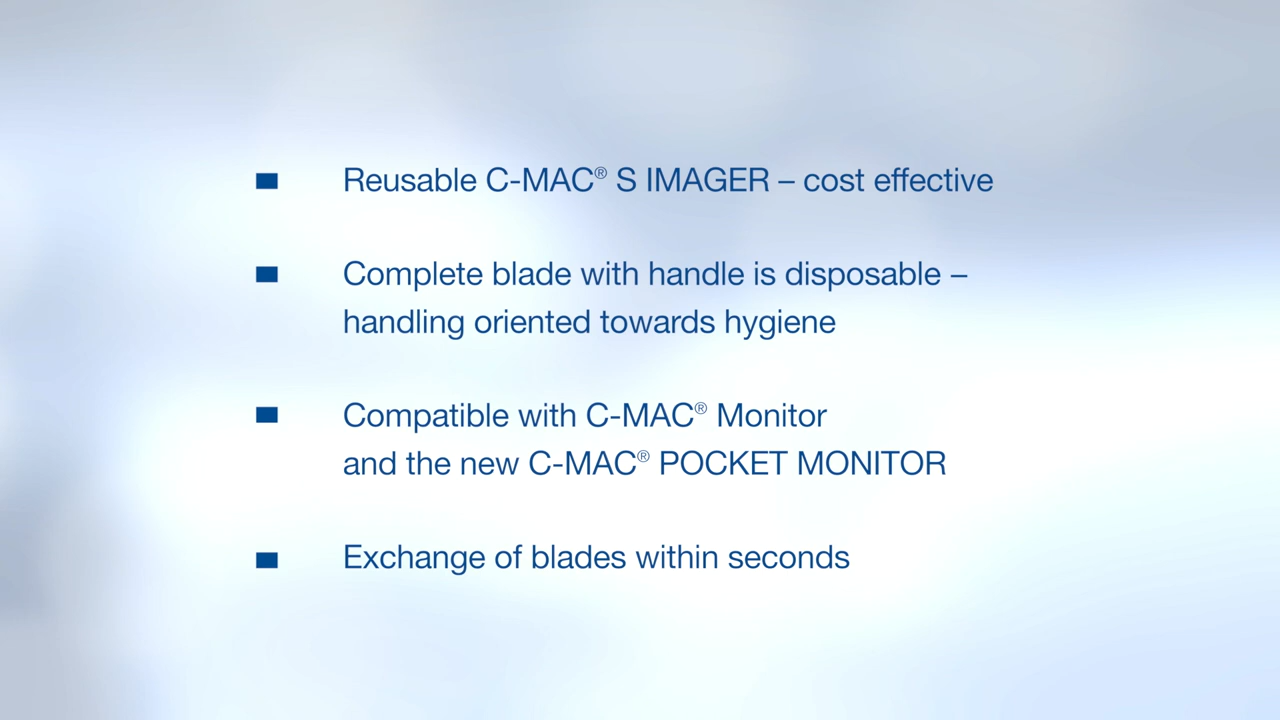 ■ Reusable C-MAC® S IMAGER – cost effective
■ Complete blade with handle is disposable –
handling oriented towards hygiene
■ Compatible with C-MAC® Monitor
and the new C-MAC® POCKET MONITOR
■ Exchange of blades within seconds